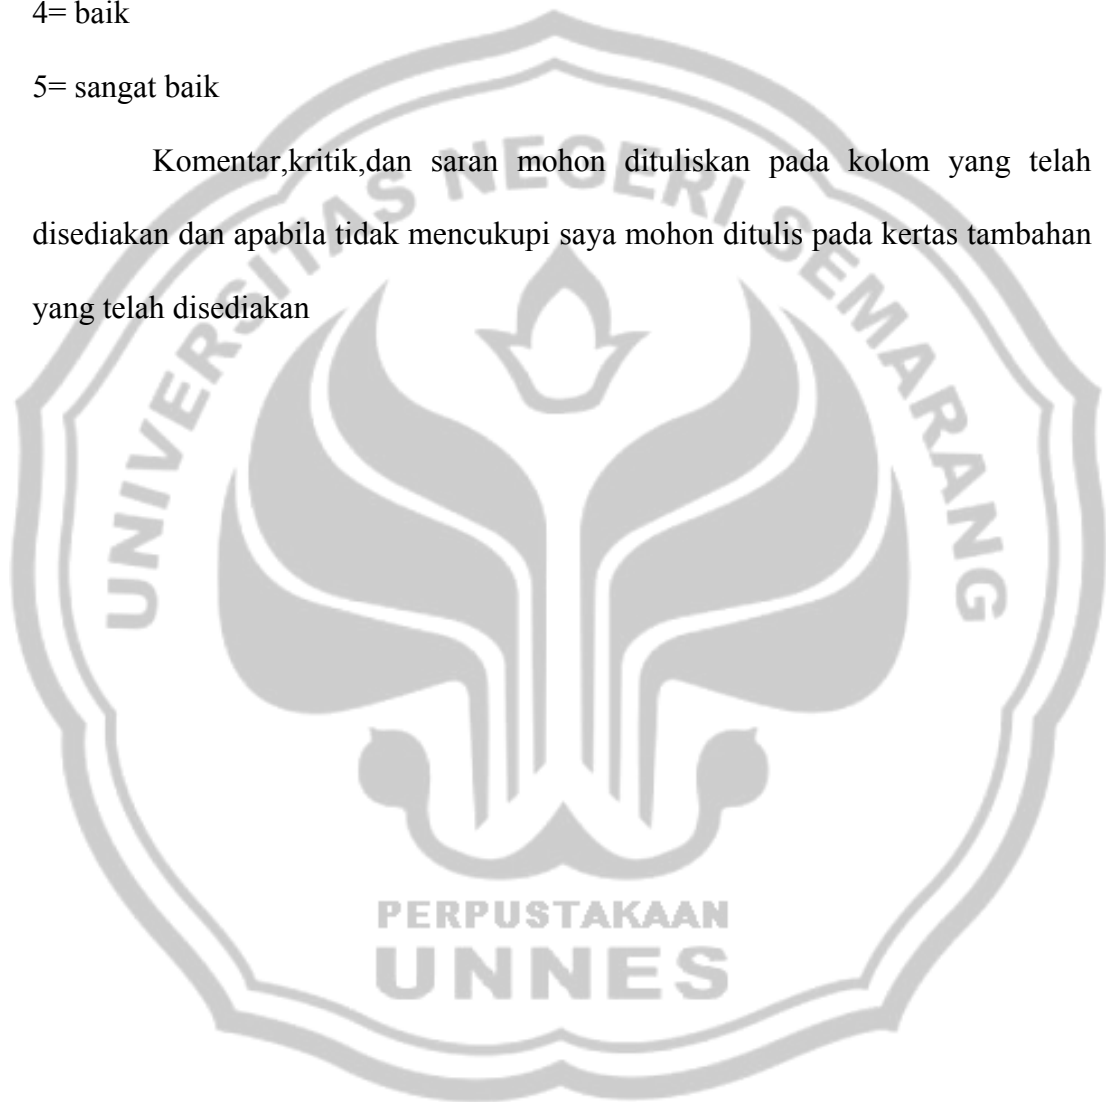 4= baik
5= sangat baik
Komentar,kritik,dan saran mohon dituliskan pada kolom yang telah
disediakan dan apabila tidak mencukupi saya mohon ditulis pada kertas tambahan
yang telah disediakan
UNIVERSITAS NEGERI SEMARANG
PERPUSTAKAAN
UNNES